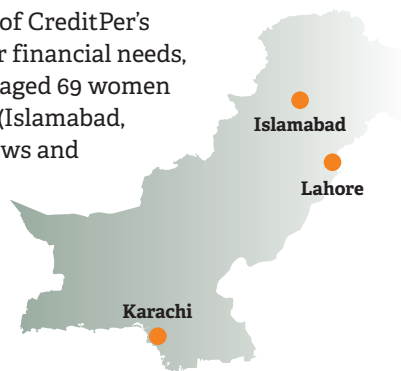 of CreditPer's
r financial needs,
aged 69 women
(Islamabad,
ws and
Islamabad
Lahore
Karachi